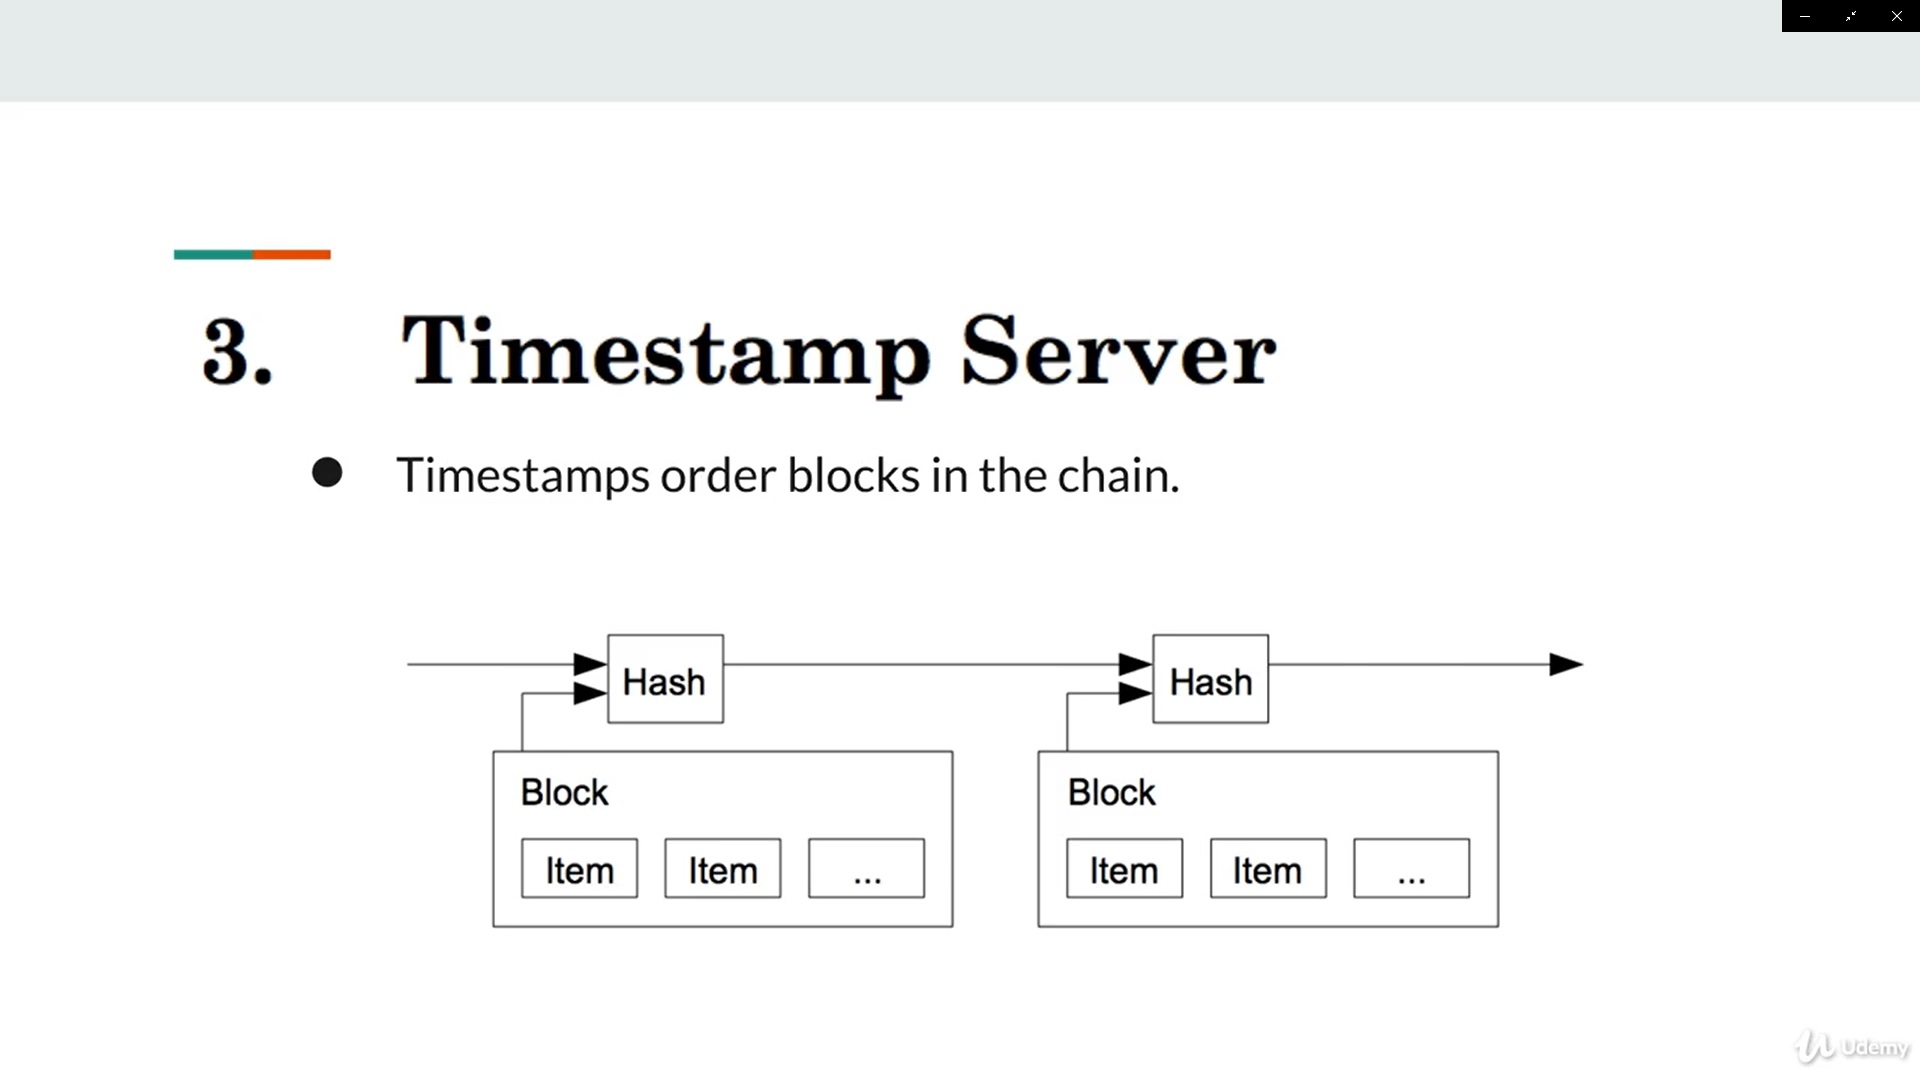 3. Timestamp Server
● Timestamps order blocks in the chain.
Hash Hash
Block Block
Item Item ... Item Item ...
Udemy